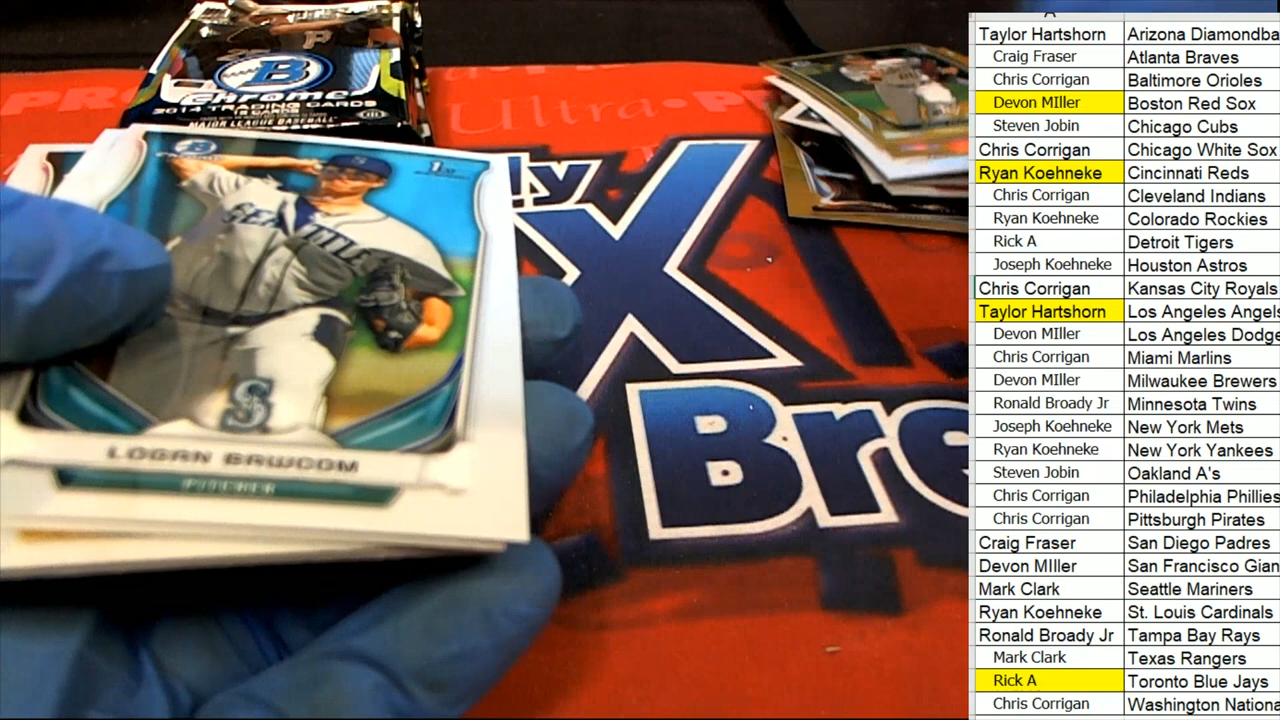 B
Chrome
2014 TRADING CARDS
MAJOR LEAGUE BASEBALL
Ultra • P
ly
X
Bre
1st
SEATTLE
S
LOGAN BAWCOM
PITCHER
Taylor Hartshorn Arizona Diamondba
Craig Fraser Atlanta Braves
Chris Corrigan Baltimore Orioles
Devon MIller Boston Red Sox
Steven Jobin Chicago Cubs
Chris Corrigan Chicago White Sox
Ryan Koehneke Cincinnati Reds
Chris Corrigan Cleveland Indians
Ryan Koehneke Colorado Rockies
Rick A Detroit Tigers
Joseph Koehneke Houston Astros
Chris Corrigan Kansas City Royals
Taylor Hartshorn Los Angeles Angels
Devon MIller Los Angeles Dodge
Chris Corrigan Miami Marlins
Devon MIller Milwaukee Brewers
Ronald Broady Jr Minnesota Twins
Joseph Koehneke New York Mets
Ryan Koehneke New York Yankees
Steven Jobin Oakland A's
Chris Corrigan Philadelphia Phillies
Chris Corrigan Pittsburgh Pirates
Craig Fraser San Diego Padres
Devon MIller San Francisco Gian
Mark Clark Seattle Mariners
Ryan Koehneke St. Louis Cardinals
Ronald Broady Jr Tampa Bay Rays
Mark Clark Texas Rangers
Rick A Toronto Blue Jays
Chris Corrigan Washington Nationa